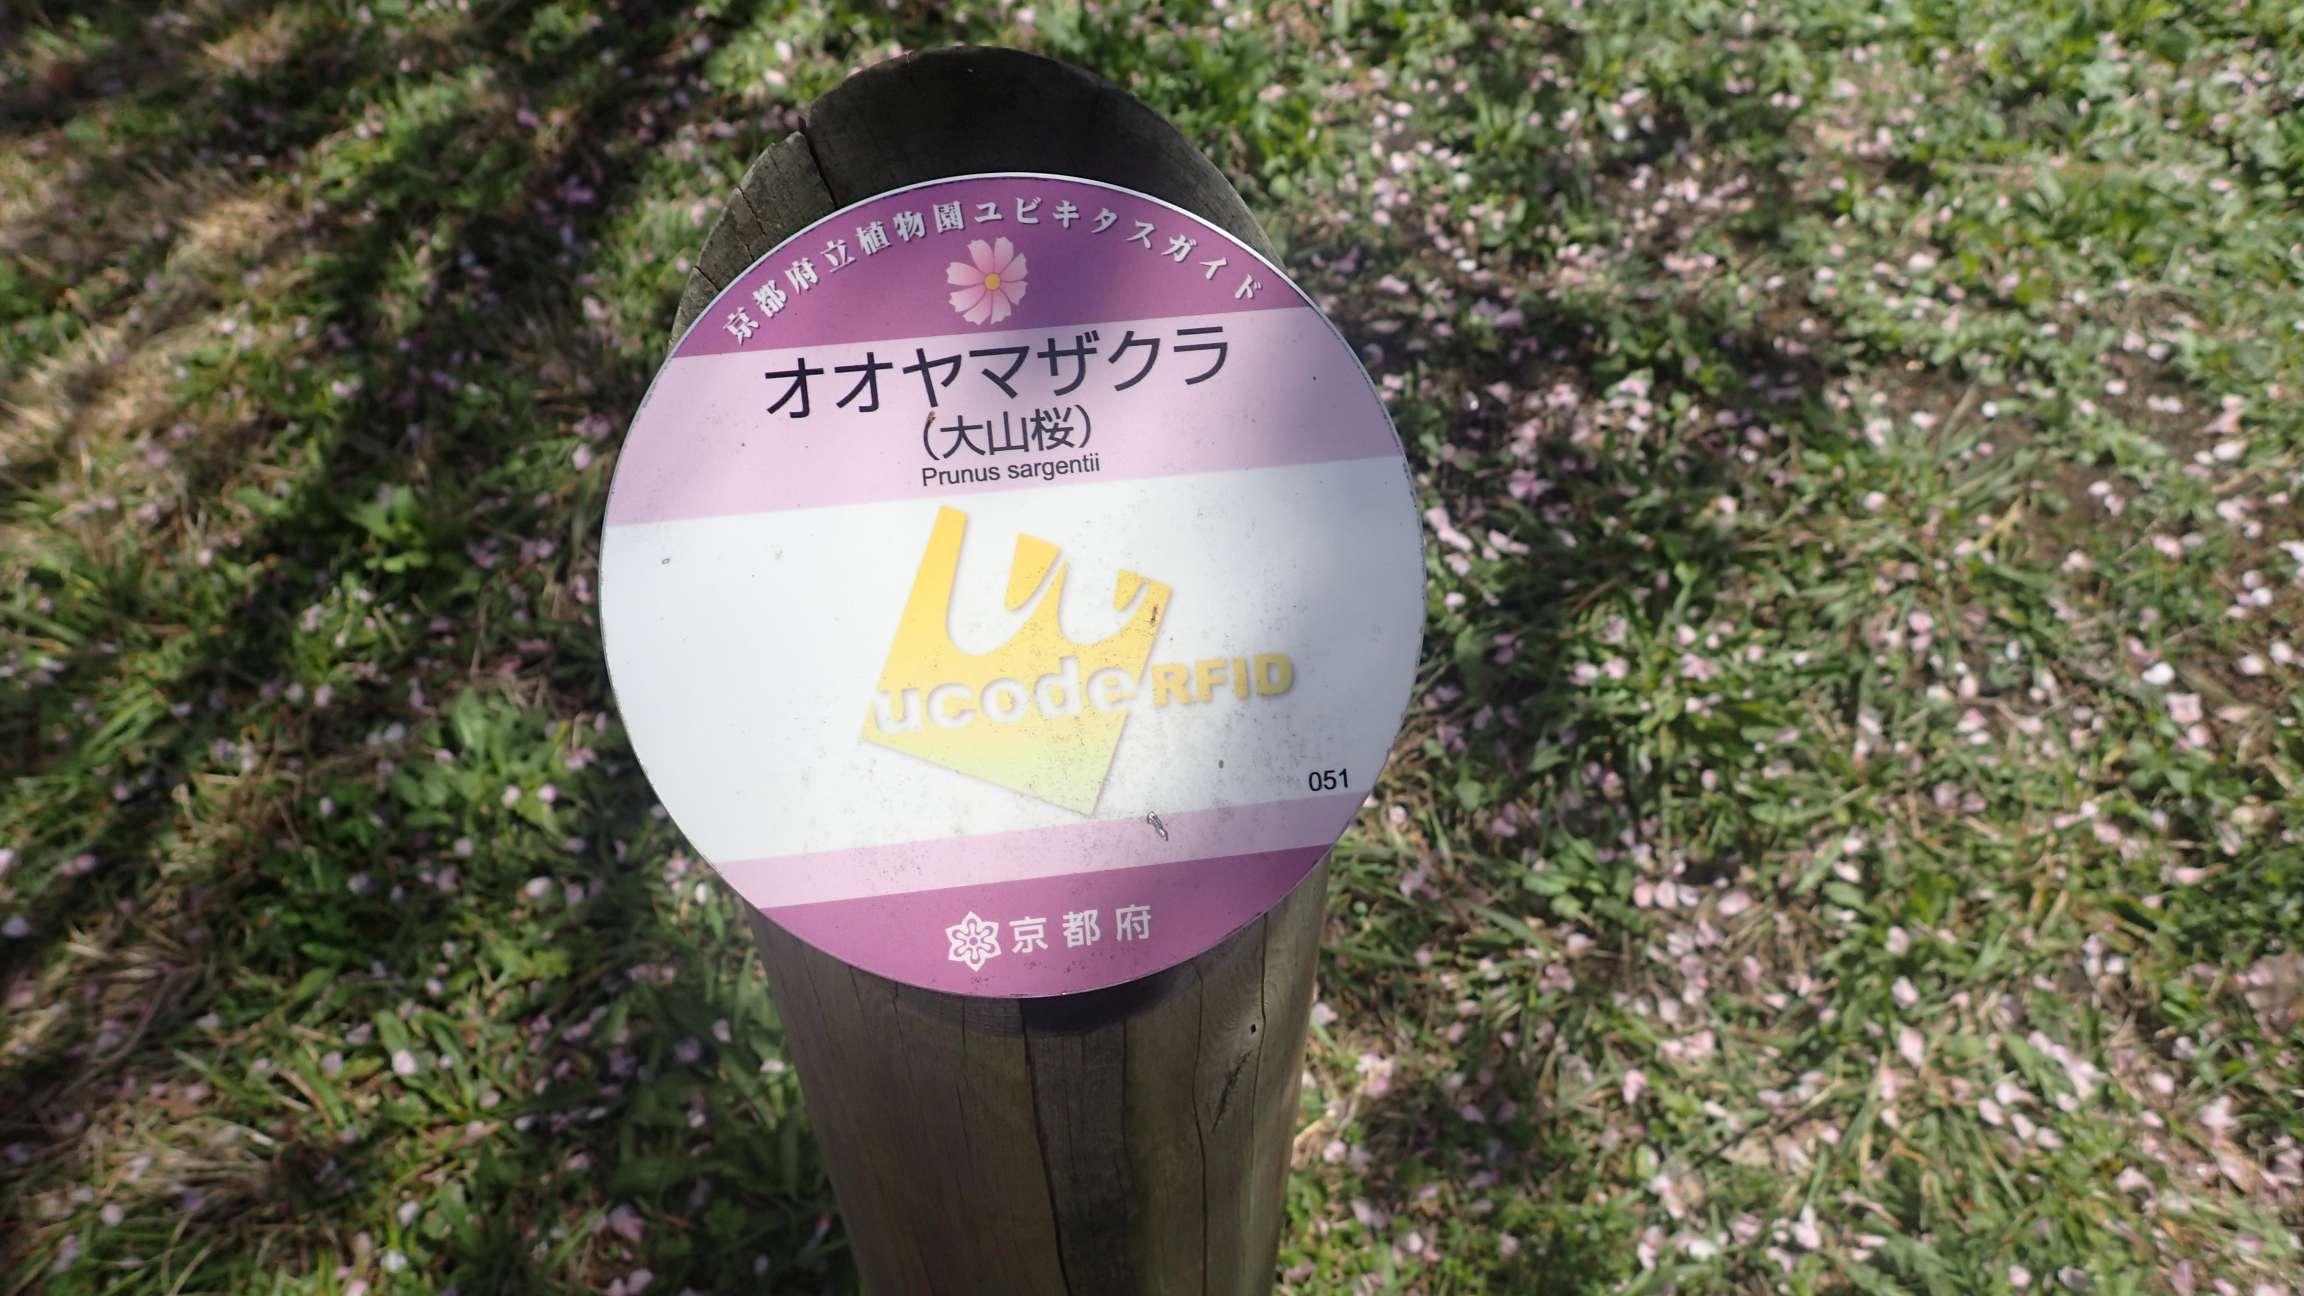 京都府立植物園ユビキタスガイド
オオヤマザクラ
（大山桜）
Prunus sargentii
ucode RFID
051
京都府